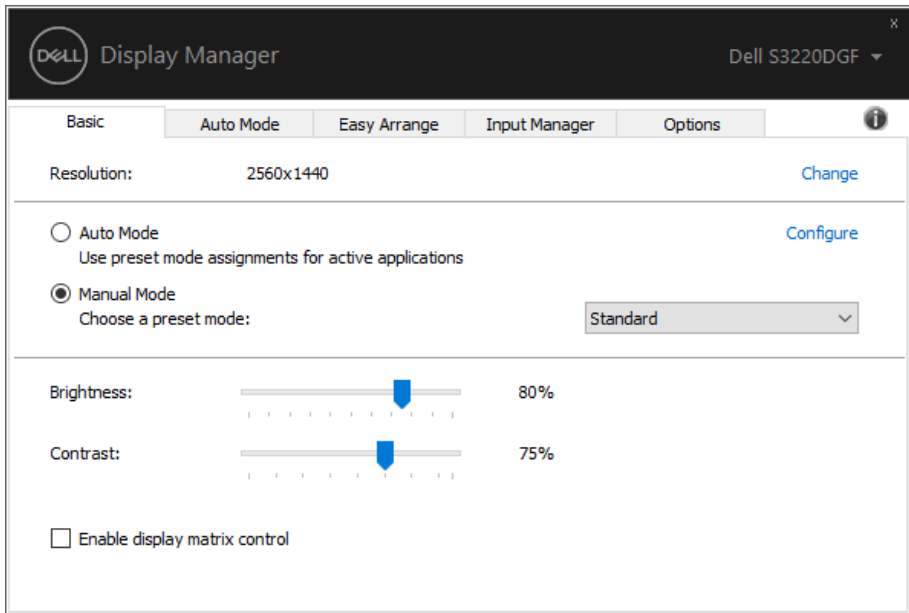 x
DELL Display Manager Dell S3220DGF
Basic Auto Mode Easy Arrange Input Manager Options
Resolution: 2560x1440 Change
Auto Mode Configure
Use preset mode assignments for active applications
Manual Mode
Choose a preset mode: Standard
Brightness: 80%
Contrast: 75%
Enable display matrix control